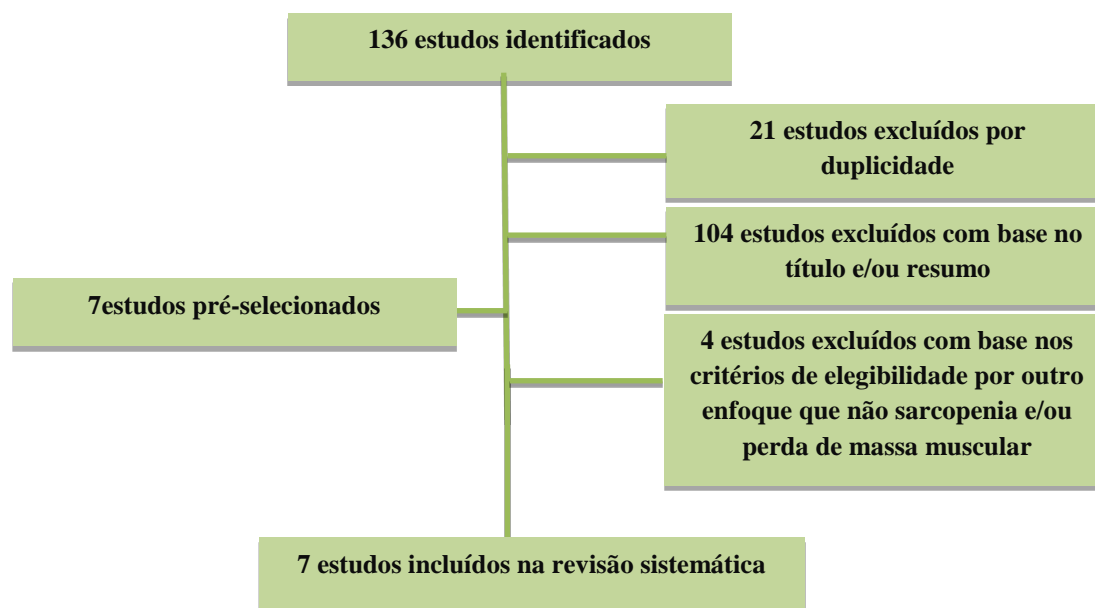 136 estudos identificados
21 estudos excluídos por
duplicidade
104 estudos excluídos com base no
título e/ou resumo
7estudos pré-selecionados
4 estudos excluídos com base nos
critérios de elegibilidade por outro
enfoque que não sarcopenia e/ou
perda de massa muscular
7 estudos incluídos na revisão sistemática